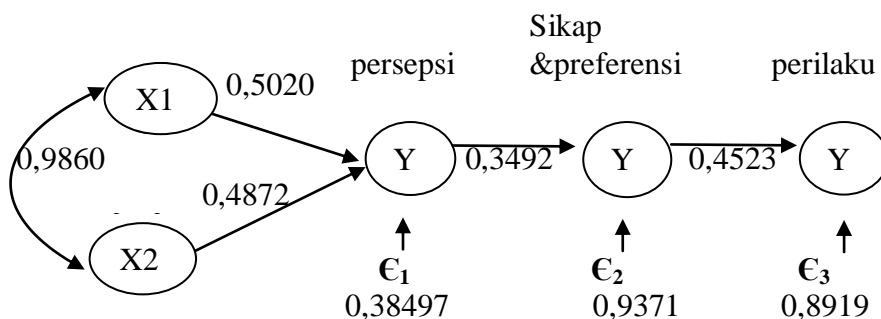 Sikap
persepsi &preferensi perilaku
X1 0,5020
0,9860 Y 0,3492 Y 0,4523 Y
0,4872
X2 Є1 Є2 Є3
0,38497 0,9371 0,8919